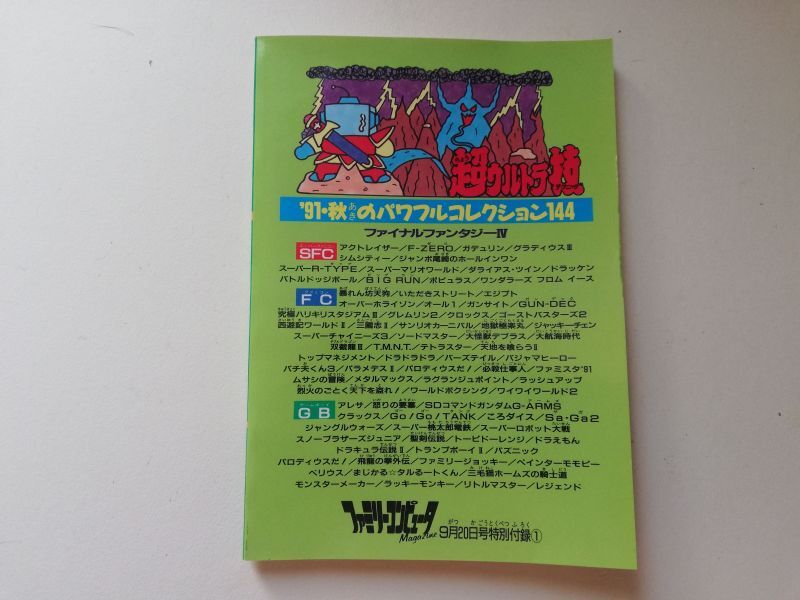 超ウルトラ技
'91・秋のパワフルコレクション144
ファイナルファンタジーⅣ
SFC アクトレイザー/F-ZERO/ガデュリン/グラディウスⅢ
シムシティー/ジャンボ尾崎のホールインワン
スーパーR-TYPE/スーパーマリオワールド/ダライアス・ツイン/ドラッケン
バトルドッジボール/BIG RUN/ポピュラス/ワンダラーズ フロム イース
FC 暴れん坊天狗/いただきストリート/エジプト
オーバーホライゾン/オール1/ガンサイト/GUN-DEC
究極ハリキリスタジアムⅢ/グレムリン2/クロックス/ゴーストバスターズ2
西遊記ワールドⅡ/三國志Ⅱ/サンリオカーニバル/地獄極楽丸/ジャッキーチェン
スーパーチャイニーズ3/ソードマスター/大怪獣デブラス/大航海時代
双截龍Ⅲ/T.M.N.T./テトラスター/天地を喰らうⅡ
トップマネジメント/ドラドラドラ/バーズテイル/パジャマヒーロー
パチ夫くん3/パラメデスⅡ/パロディウスだ!/必殺仕事人/ファミスタ'91
ムサシの冒険/メタルマックス/ラグランジュポイント/ラッシュアップ
烈火のごとく天下を盗れ!/ワールドボクシング/ワイワイワールド2
GB アレサ/怒りの要塞/SDコマンドガンダムG-ARMS
クラックス/Go!Go!TANK/ころダイス/Sa・Ga2
ジャングルウォーズ/スーパー桃太郎電鉄/スーパーロボット大戦
スノーブラザーズジュニア/聖剣伝説/トーピードーレンジ/ドラえもん
ドラキュラ伝説Ⅱ/トランプボーイⅡ/パズニック
パロディウスだ!/飛龍の拳外伝/ファミリージョッキー/ペインターモモピー
ベリウス/まじかる☆タルるートくん/三毛猫ホームズの騎士道
モンスターメーカー/ラッキーモンキー/リトルマスター/レジェンド
ファミリーコンピュータ Magazine 9月20日号特別付録①